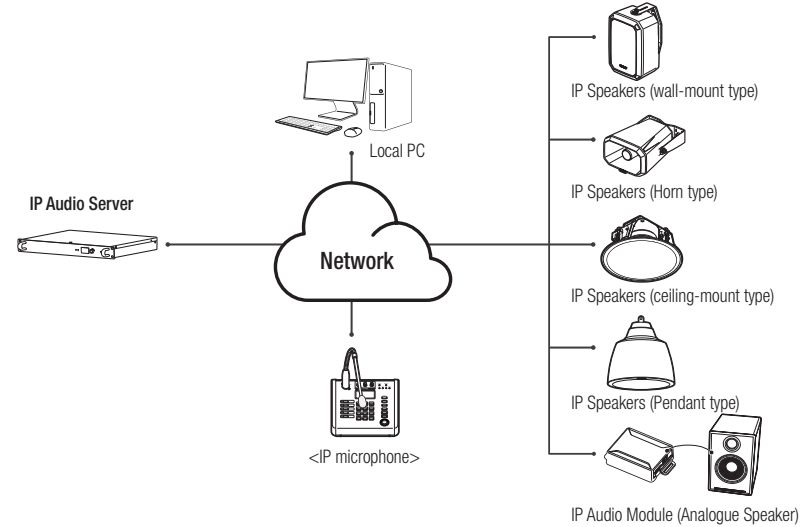 IP Speakers (wall-mount type)
Local PC
IP Speakers (Horn type)
IP Audio Server
Network
IP Speakers (ceiling-mount type)
IP Speakers (Pendant type)
<IP microphone>
IP Audio Module (Analogue Speaker)